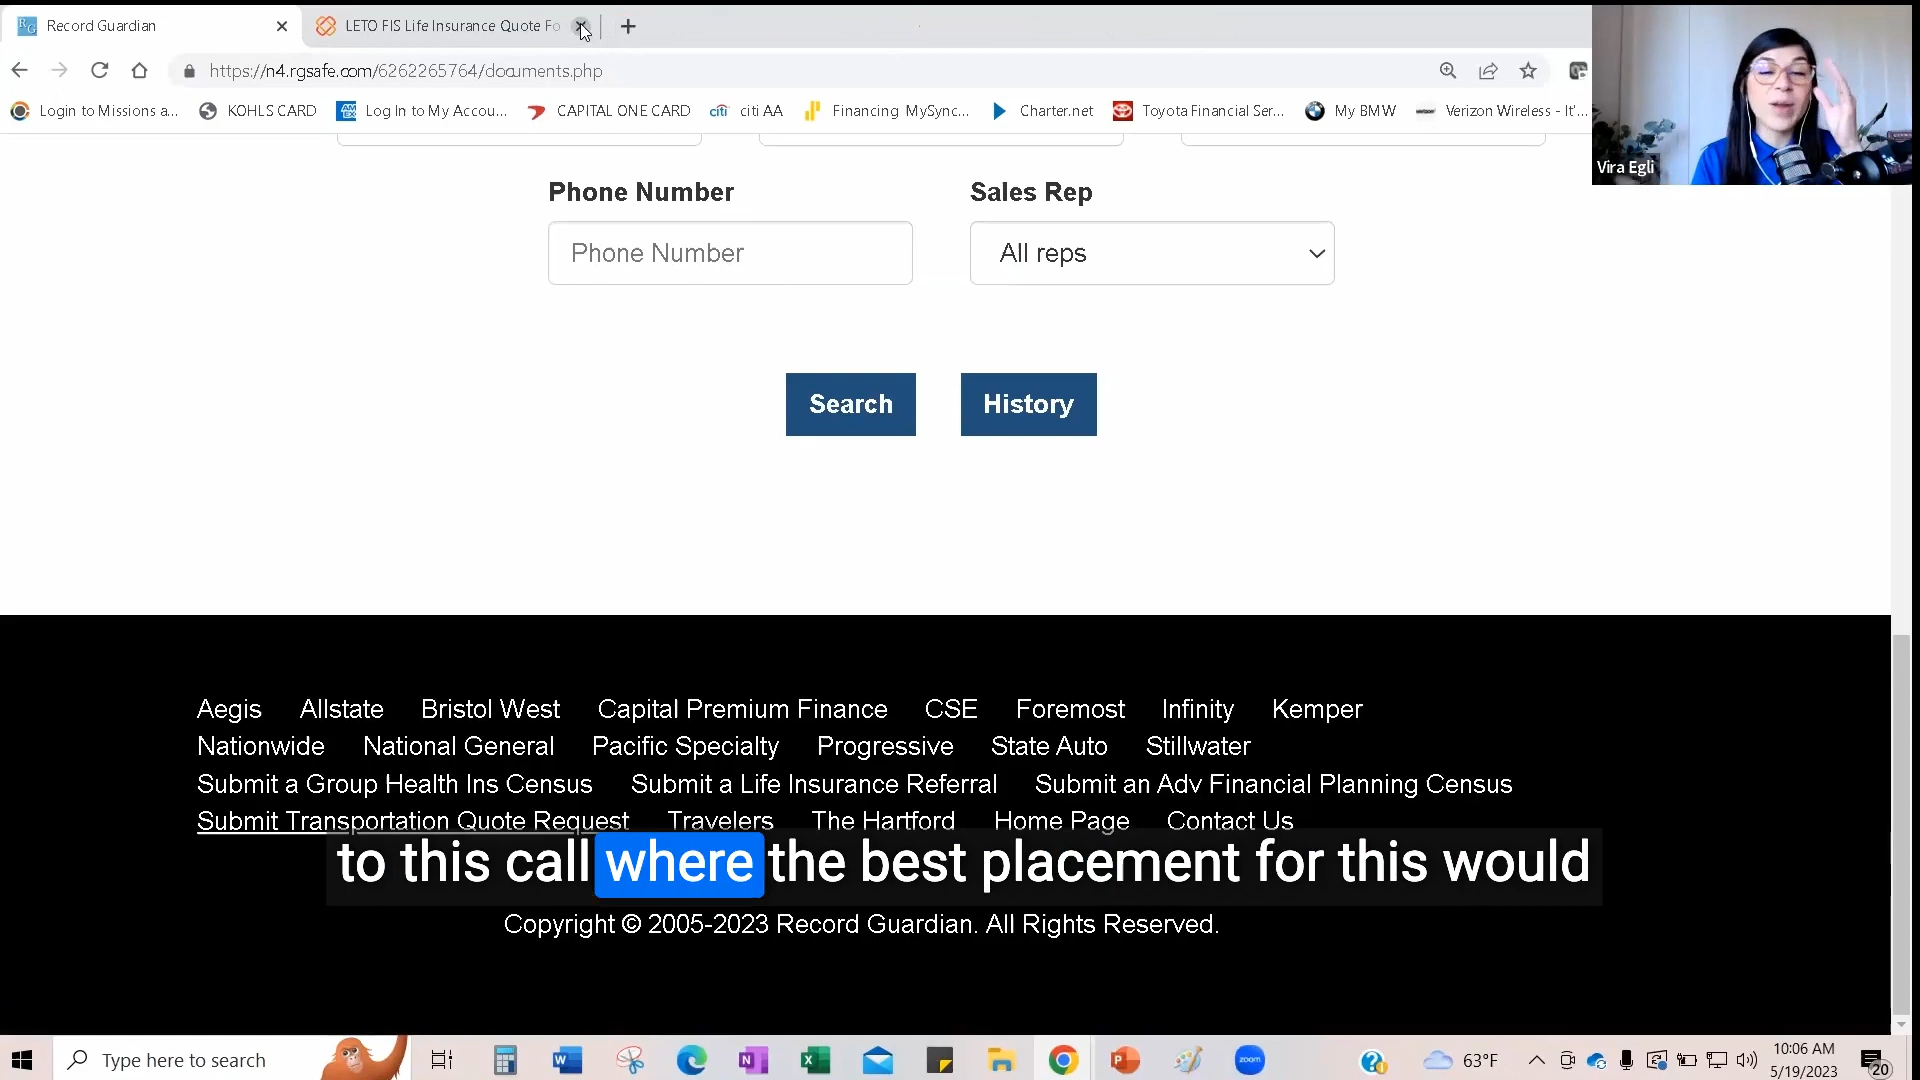 Record Guardian
LETO FIS Life Insurance Quote Fo
https://n4.rgsafe.com/6262265764/documents.php
Login to Missions a... KOHLS CARD Log In to My Accou... CAPITAL ONE CARD citi citi AA Financing MySync... Charter.net Toyota Financial Ser... My BMW Verizon Wireless - It'...
Vira Egli
Phone Number Sales Rep
Phone Number All reps
Search History
Aegis Allstate Bristol West Capital Premium Finance CSE Foremost Infinity Kemper
Nationwide National General Pacific Specialty Progressive State Auto Stillwater
Submit a Group Health Ins Census Submit a Life Insurance Referral Submit an Adv Financial Planning Census
Submit Transportation Quote Request Travelers The Hartford Home Page Contact Us
to this call where the best placement for this would
Copyright © 2005-2023 Record Guardian. All Rights Reserved.
Type here to search zoom 63°F 10:06 AM
5/19/2023 20